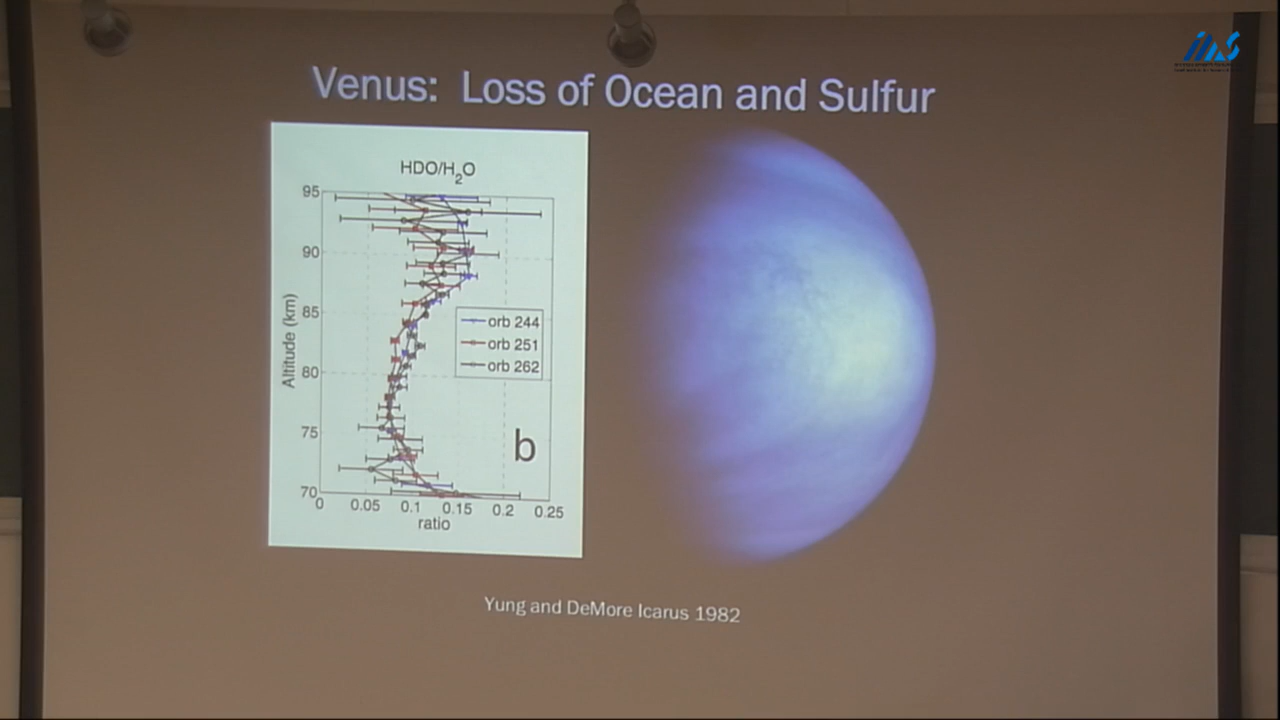 Venus: Loss of Ocean and Sulfur
HDO/H2O
95
90
85
80
75
70
Altitude (km)
orb 244
orb 251
orb 262
b
0 0.05 0.1 0.15 0.2 0.25
ratio
Yung and DeMore Icarus 1982